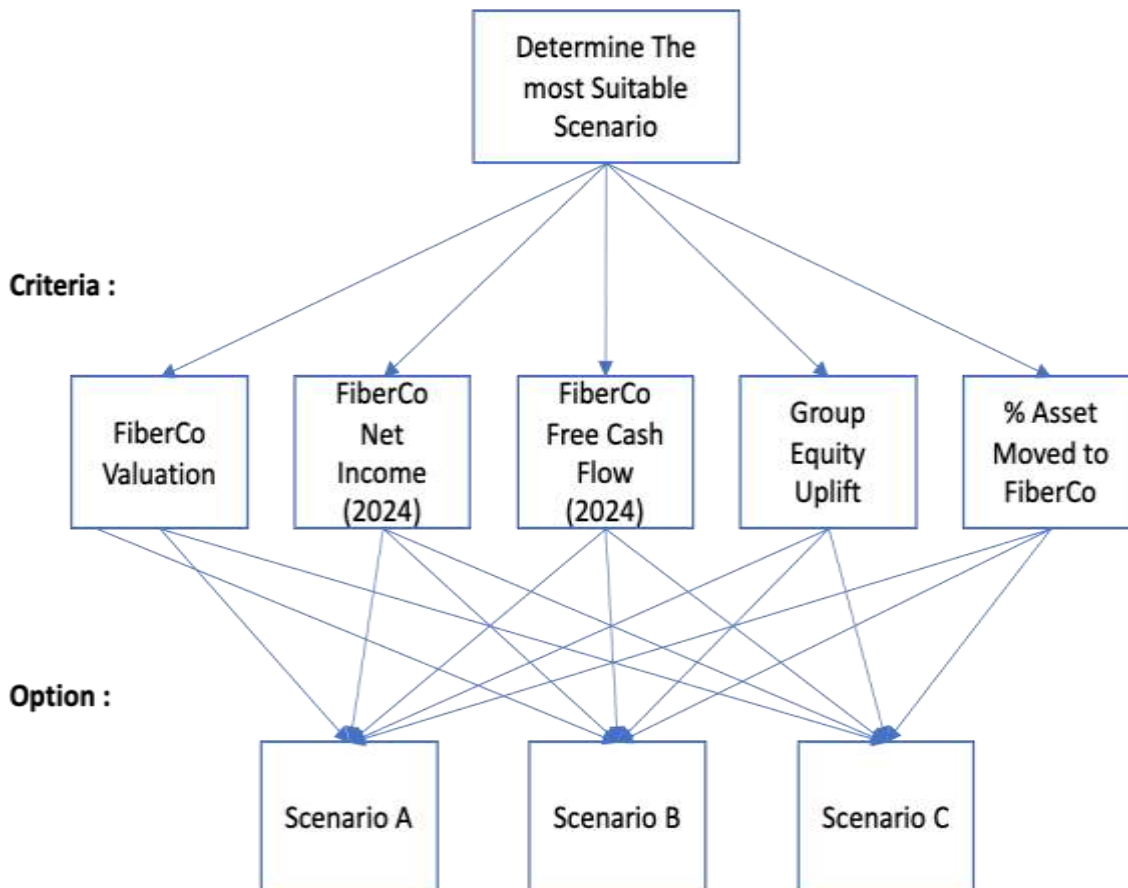 Determine The
most Suitable
Scenario
Criteria :
FiberCo
Valuation
FiberCo
Net
Income
(2024)
FiberCo
Free Cash
Flow
(2024)
Group
Equity
Uplift
% Asset
Moved to
FiberCo
Option :
Scenario A
Scenario B
Scenario C